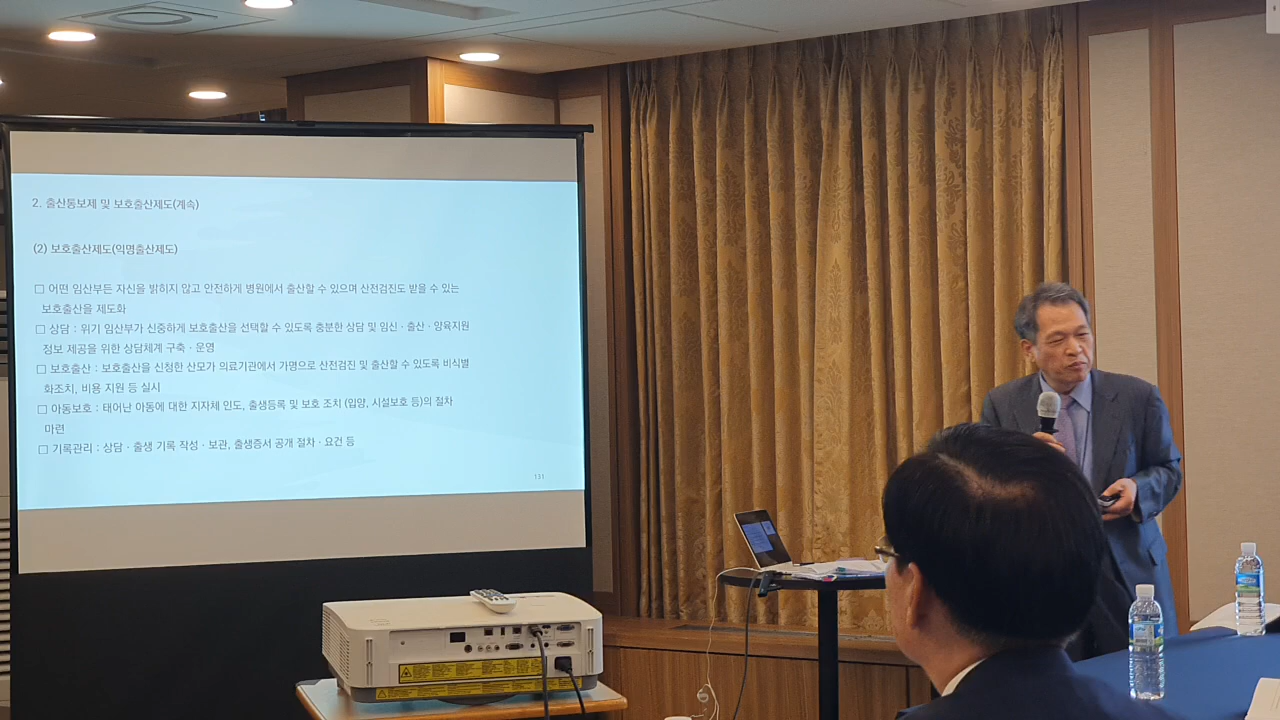 2. 출산통보제 및 보호출산제도(계속)
(2) 보호출산제도(익명출산제도)
□ 어떤 임산부든 자신을 밝히지 않고 안전하게 병원에서 출산할 수 있으며 산전검진도 받을 수 있는
보호출산을 제도화
□ 상담 : 위기 임산부가 신중하게 보호출산을 선택할 수 있도록 충분한 상담 및 임신 · 출산 · 양육지원
정보 제공을 위한 상담체계 구축 · 운영
□ 보호출산 : 보호출산을 신청한 산모가 의료기관에서 가명으로 산전검진 및 출산할 수 있도록 비식별
화조치, 비용 지원 등 실시
□ 아동보호 : 태어난 아동에 대한 지자체 인도, 출생등록 및 보호 조치 (입양, 시설보호 등)의 절차
마련
□ 기록관리 : 상담 · 출생 기록 작성 · 보관, 출생증서 공개 절차 · 요건 등
131